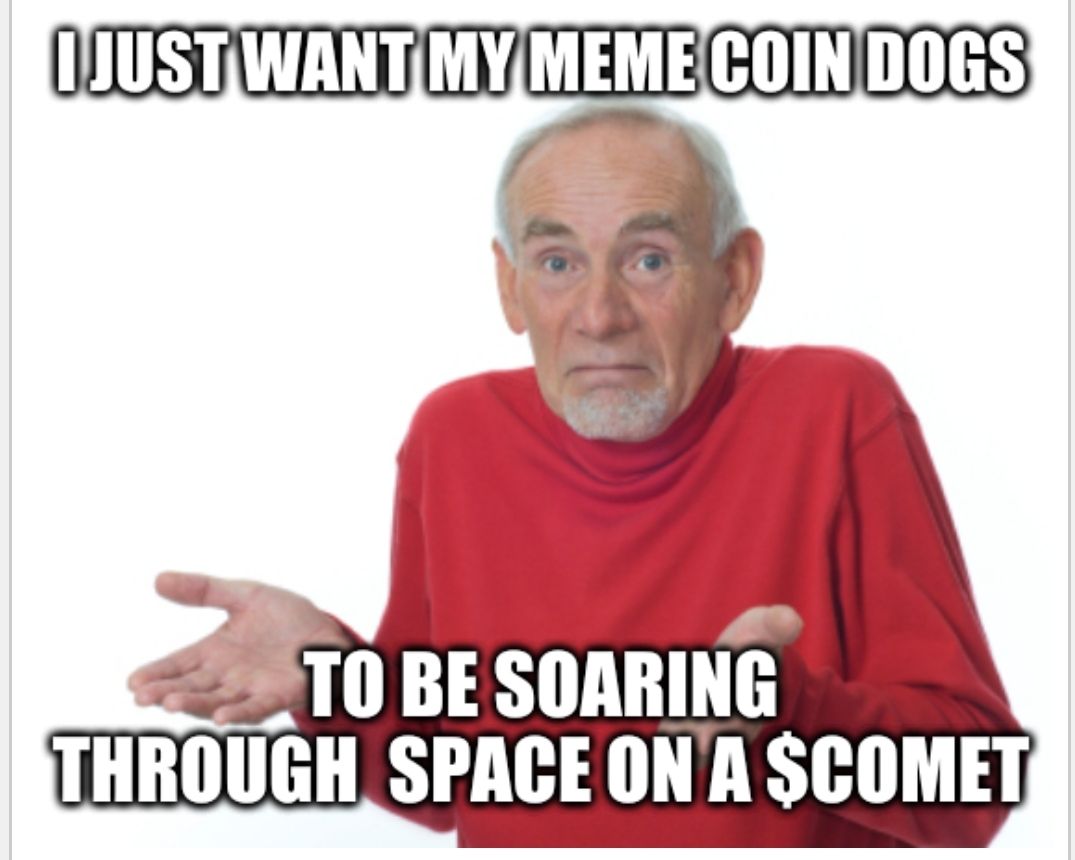 I JUST WANT MY MEME COIN DOGS
TO BE SOARING
THROUGH  SPACE ON A $COMET